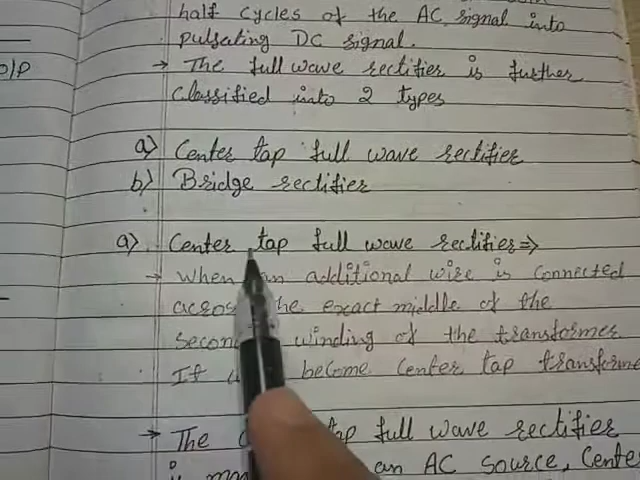 half cycles of the AC signal into
pulsating DC signal.
O/P
→ The full wave rectifier is further
classified into 2 types
a) Center tap full wave rectifier
b) Bridge rectifier
a) Center tap full wave rectifier⇒
→ When an additional wire is connected
across the exact middle of the
second winding of the transformer
It become Center tap transforme
→ The tap full wave rectifier
is an AC source, Cente